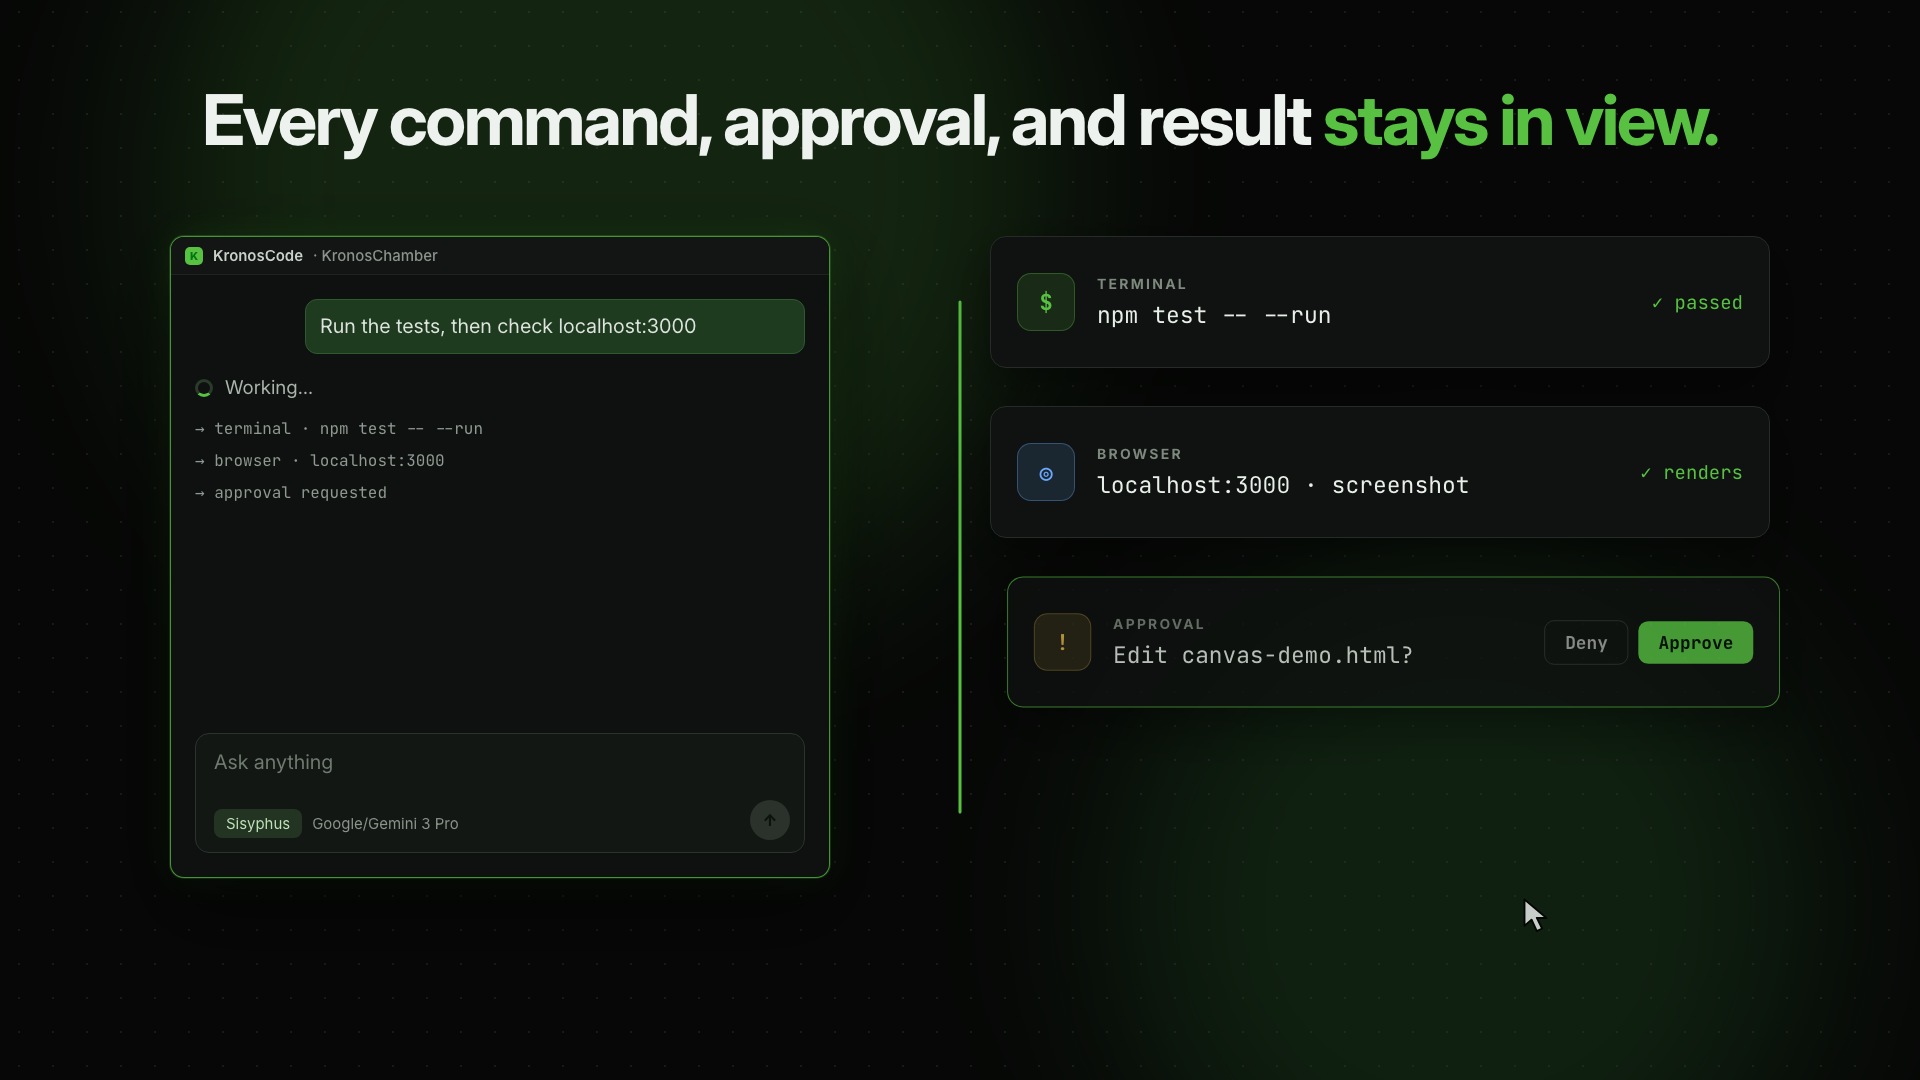 Every command, approval, and result stays in view.
K KronosCode · KronosChamber
Run the tests, then check localhost:3000
Working...
→ terminal · npm test -- --run
→ browser · localhost:3000
→ approval requested
Ask anything
Sisyphus Google/Gemini 3 Pro
$ TERMINAL
npm test -- --run
✓ passed
BROWSER
localhost:3000 · screenshot
✓ renders
! APPROVAL
Edit canvas-demo.html?
Deny Approve